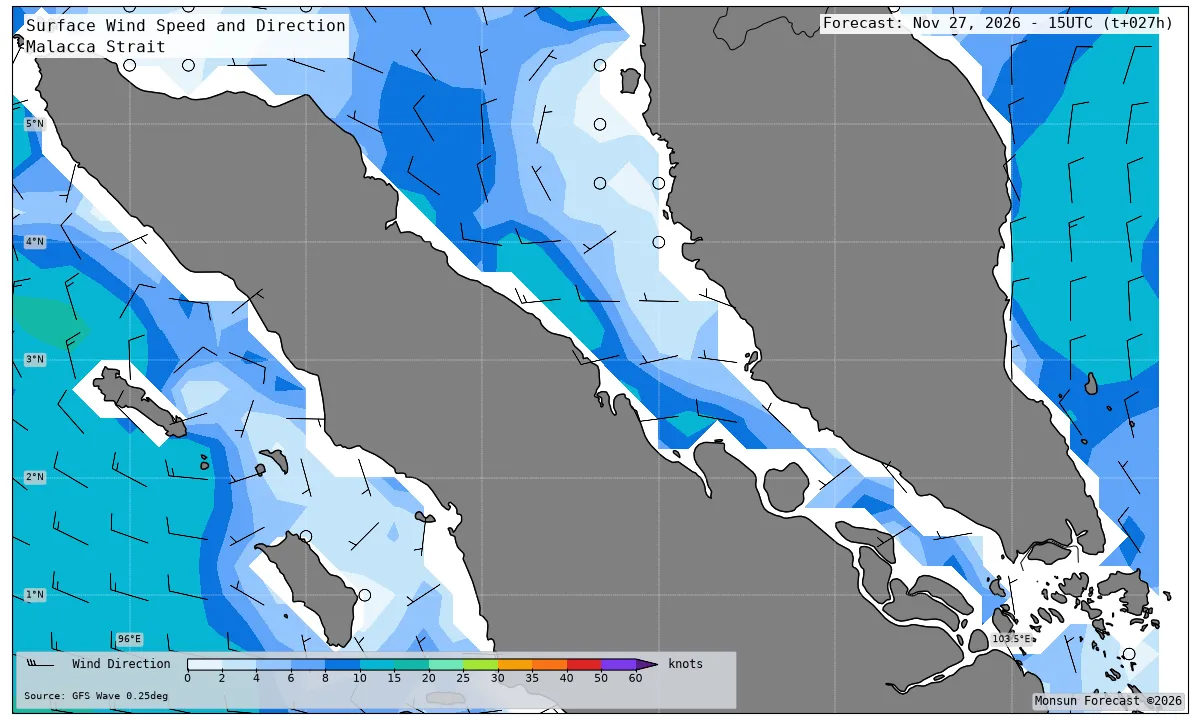 Surface Wind Speed and Direction
Malacca Strait
Forecast: Nov 27, 2026 - 15UTC (t+027h)
5°N
4°N
3°N
2°N
1°N
96°E
103.5°E
Wind Direction
0 2 4 6 8 10 15 20 25 30 35 40 50 60
knots
Source: GFS Wave 0.25deg
Monsun Forecast ©2026